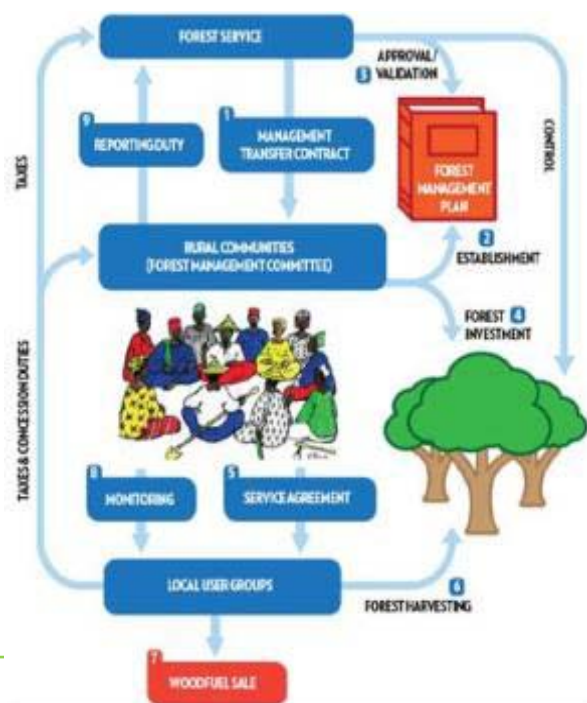 FOREST SERVICE
APPROVAL/
3 VALIDATION
9
REPORTING DUTY
1
MANAGEMENT
TRANSFER CONTRACT
FOREST
MANAGEMENT
PLAN
TAXES
CONTROL
RURAL COMMUNITIES
(FOREST MANAGEMENT COMMITTEE)
2
ESTABLISHMENT
FOREST 4
INVESTMENT
TAXES & CONCESSION DUTIES
8
MONITORING
5
SERVICE AGREEMENT
LOCAL USER GROUPS
6
FOREST HARVESTING
7
WOODFUEL SALE